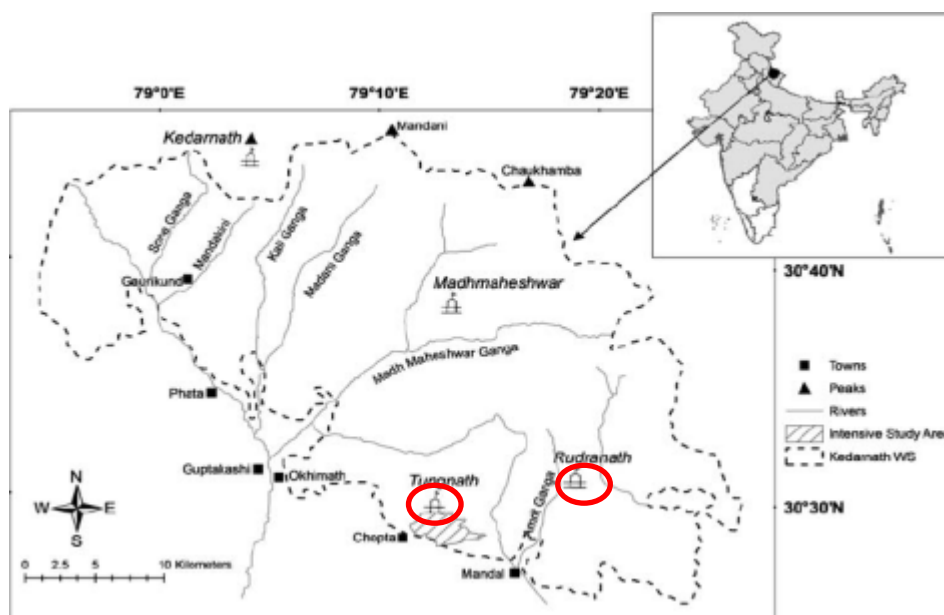 79°0'E
79°10'E
79°20'E
Kedarnath
Mandani
Chaukhamba
Sone Ganga
Mandakini
Kali Ganga
Madani Ganga
Gaurikund
Madhmaheshwar
30°40'N
Madh Maheshwar Ganga
Phata
Towns
Peaks
Rivers
Intensive Study Area
Kedarnath WS
Guptakashi
Okhimath
Tungnath
Rudranath
Amrit Ganga
30°30'N
N
W E
S
Chopta
Mandal
0 2.5 5 10 Kilometers